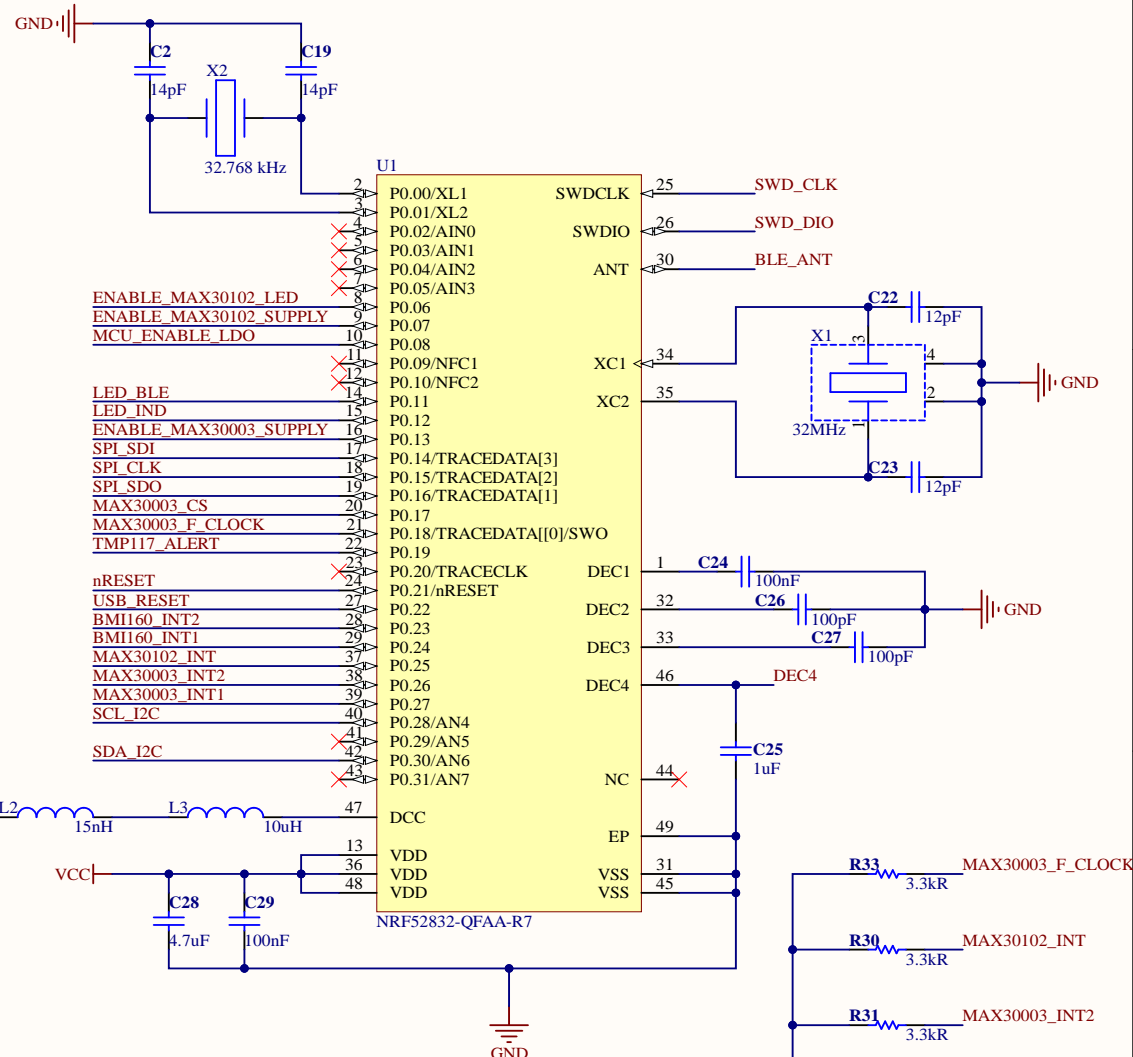 GND
C2
C19
X2
14pF
14pF
32.768 kHz
U1
2
P0.00/XL1
3
P0.01/XL2
4
P0.02/AIN0
5
P0.03/AIN1
6
P0.04/AIN2
7
P0.05/AIN3
ENABLE_MAX30102_LED
8
P0.06
ENABLE_MAX30102_SUPPLY
9
P0.07
MCU_ENABLE_LDO
10
P0.08
11
P0.09/NFC1
12
P0.10/NFC2
LED_BLE
14
P0.11
LED_IND
15
P0.12
ENABLE_MAX30003_SUPPLY
16
P0.13
SPI_SDI
17
P0.14/TRACEDATA[3]
SPI_CLK
18
P0.15/TRACEDATA[2]
SPI_SDO
19
P0.16/TRACEDATA[1]
MAX30003_CS
20
P0.17
MAX30003_F_CLOCK
21
P0.18/TRACEDATA[[0]/SWO
TMP117_ALERT
22
P0.19
23
P0.20/TRACECLK
nRESET
24
P0.21/nRESET
USB_RESET
27
P0.22
BMI160_INT2
28
P0.23
BMI160_INT1
29
P0.24
MAX30102_INT
37
P0.25
MAX30003_INT2
38
P0.26
MAX30003_INT1
39
P0.27
SCL_I2C
40
P0.28/AN4
41
P0.29/AN5
SDA_I2C
42
P0.30/AN6
43
P0.31/AN7
L2
15nH
L3
10uH
47
DCC
13
VDD
VCC
36
VDD
48
VDD
C28
4.7uF
C29
100nF
NRF52832-QFAA-R7
GND
SWDCLK
25
SWD_CLK
SWDIO
26
SWD_DIO
ANT
30
BLE_ANT
XC1
34
XC2
35
C22
12pF
X1
3
4
2
1
32MHz
GND
C23
12pF
DEC1
1
C24
100nF
DEC2
32
C26
100pF
GND
DEC3
33
C27
100pF
DEC4
46
DEC4
C25
1uF
NC
44
EP
49
VSS
31
VSS
45
R33
3.3kR
MAX30003_F_CLOCK
R30
3.3kR
MAX30102_INT
R31
3.3kR
MAX30003_INT2